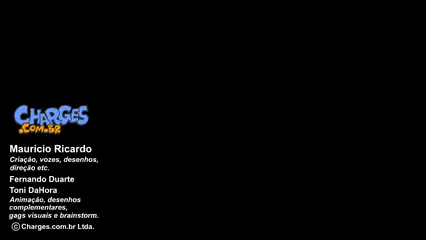 CHARGES
.COM.BR
Maurício Ricardo
Criação, vozes, desenhos,
direção etc.
Fernando Duarte
Toni DaHora
Animação, desenhos
complementares,
gags visuais e brainstorm.
©Charges.com.br Ltda.